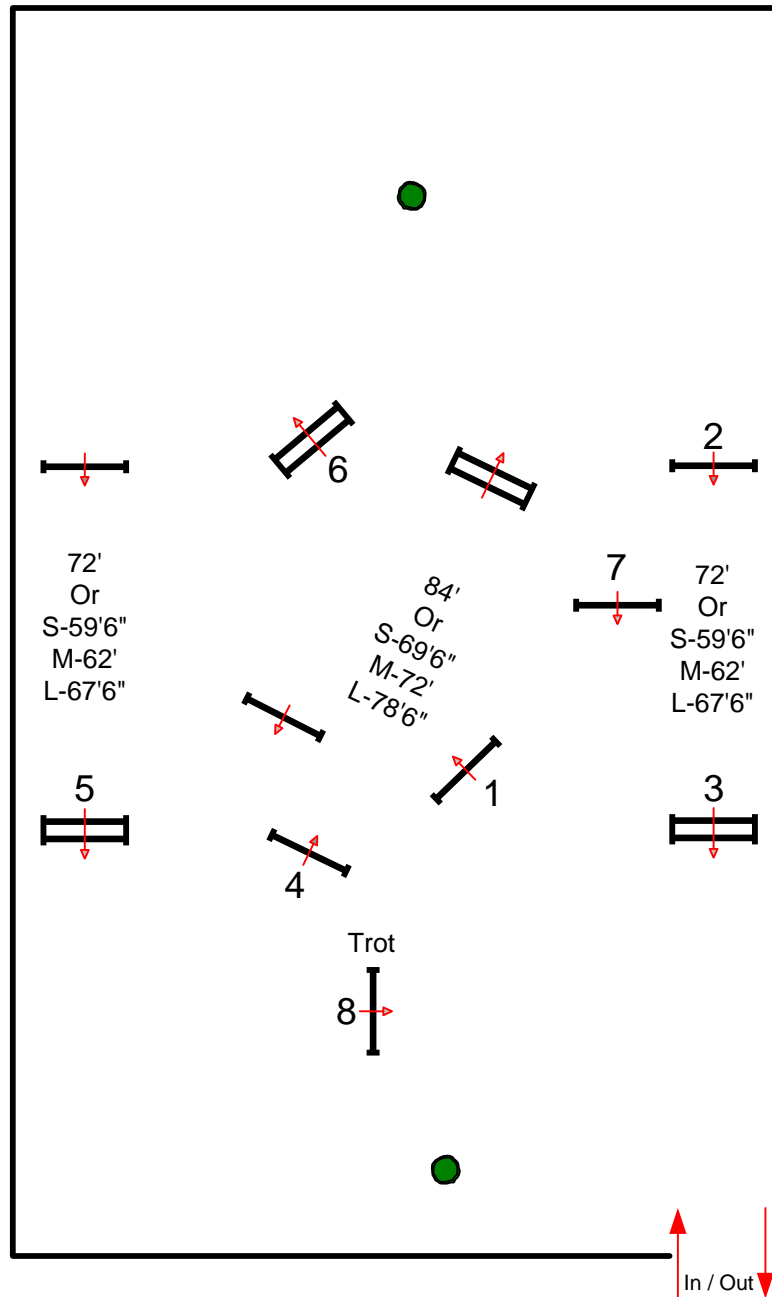 2
6
7
72'
Or
S-59'6"
M-62'
L-67'6"
84'
Or
S-69'6"
M-72'
L-78'6"
72'
Or
S-59'6"
M-62'
L-67'6"
5
1
3
4
Trot
8
In / Out